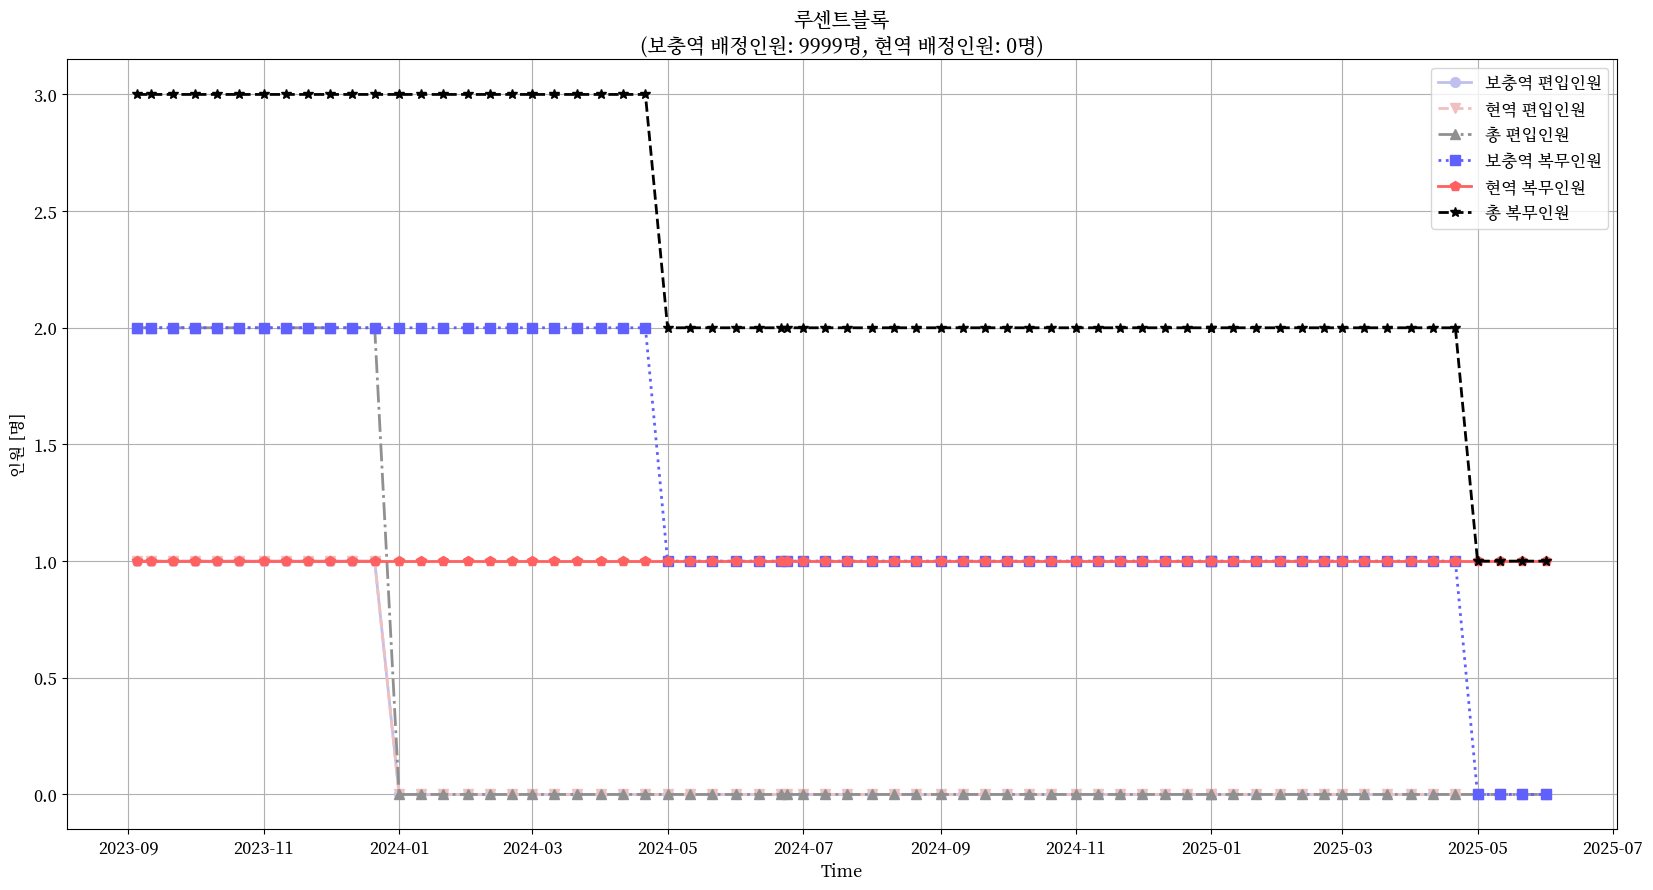 루센트블록
(보충역 배정인원: 9999명, 현역 배정인원: 0명)
보충역 편입인원
현역 편입인원
총 편입인원
보충역 복무인원
현역 복무인원
총 복무인원
3.0
2.5
2.0
1.5
1.0
0.5
0.0
인원 [명]
2023-09
2023-11
2024-01
2024-03
2024-05
2024-07
2024-09
2024-11
2025-01
2025-03
2025-05
2025-07
Time